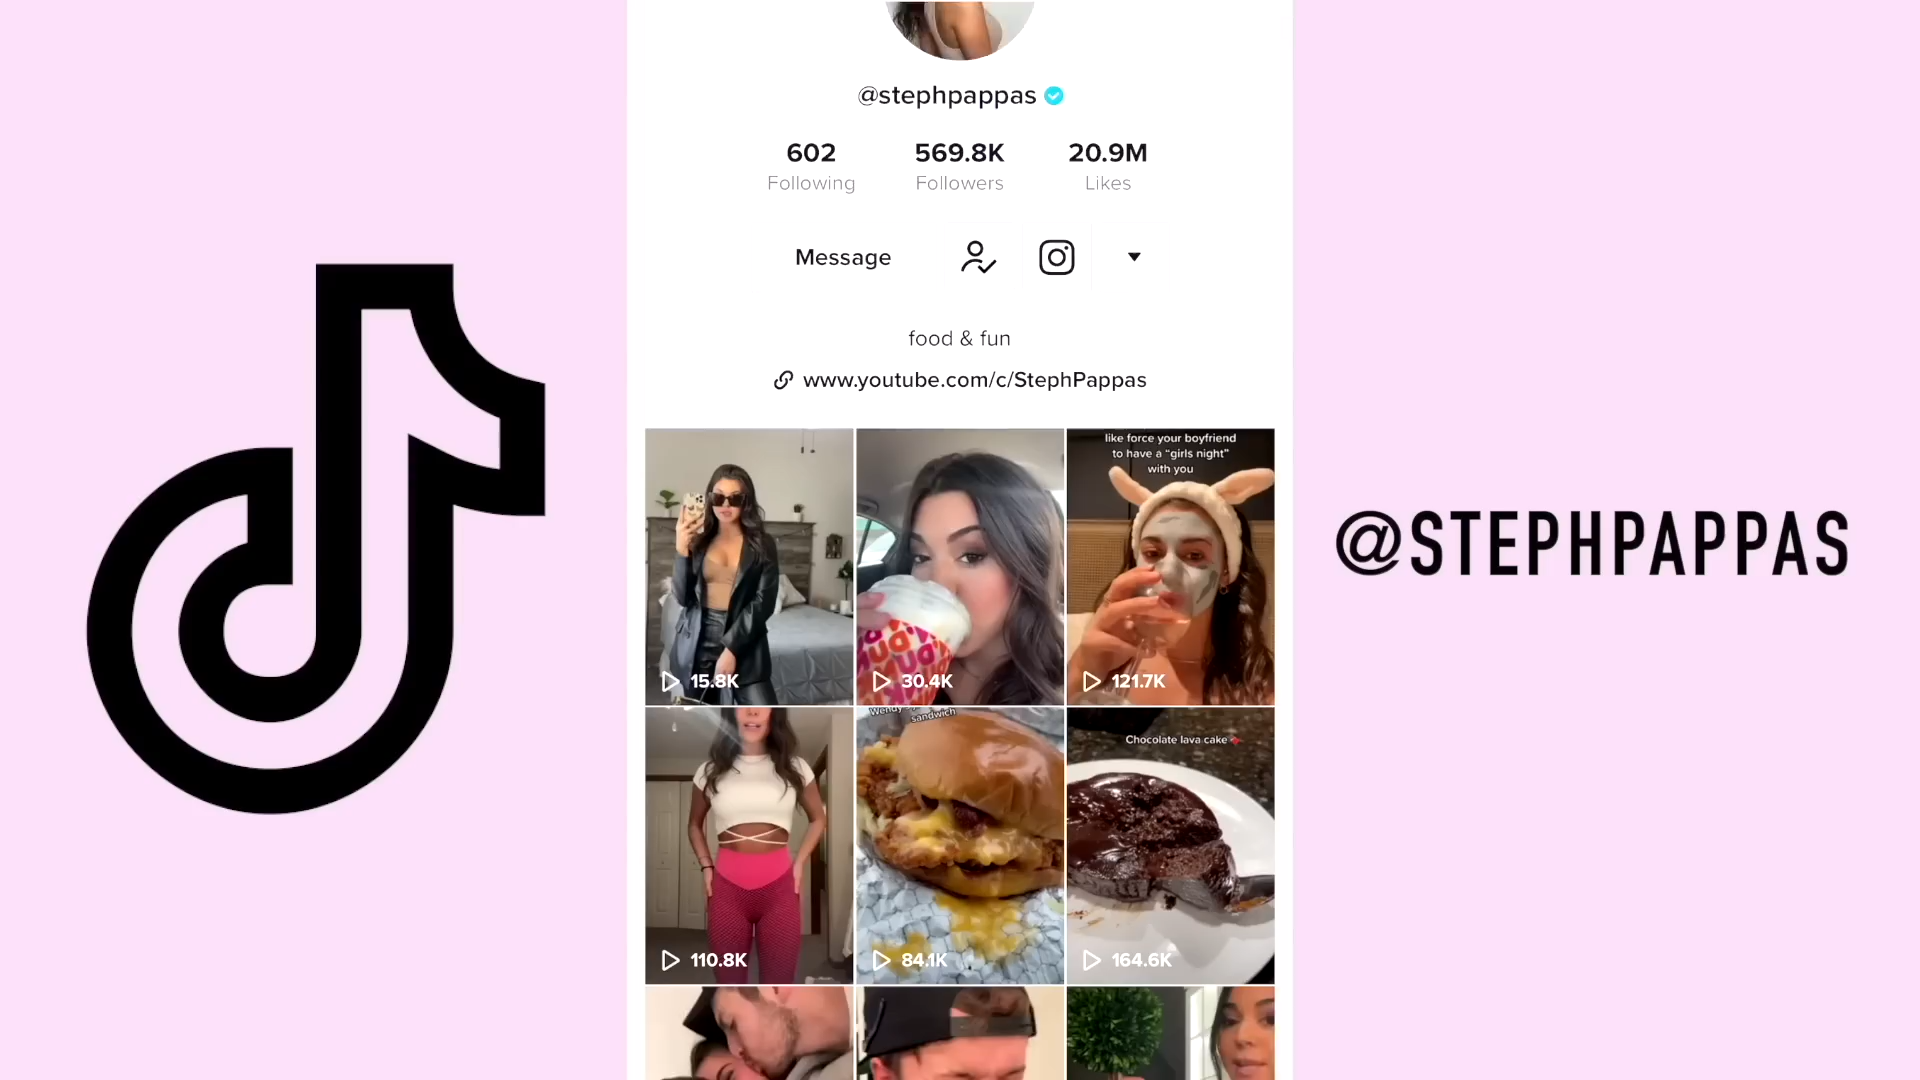 @stephpappas
602 569.8K 20.9M
Following Followers Likes
Message
food & fun
www.youtube.com/c/StephPappas
like force your boyfriend
to have a “girls night”
with you
15.8K 30.4K 121.7K
sandwich
Chocolate lava cake
110.8K 84.1K 164.6K
@STEPHPAPPAS